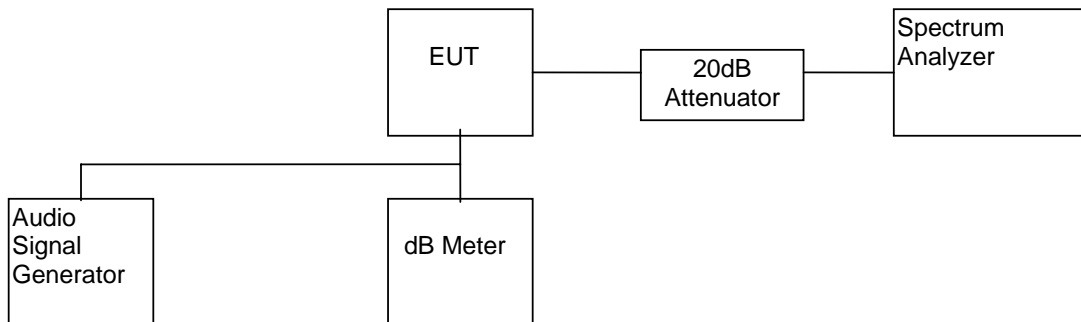 EUT
20dB
Attenuator
Spectrum
Analyzer
Audio
Signal
Generator
dB Meter